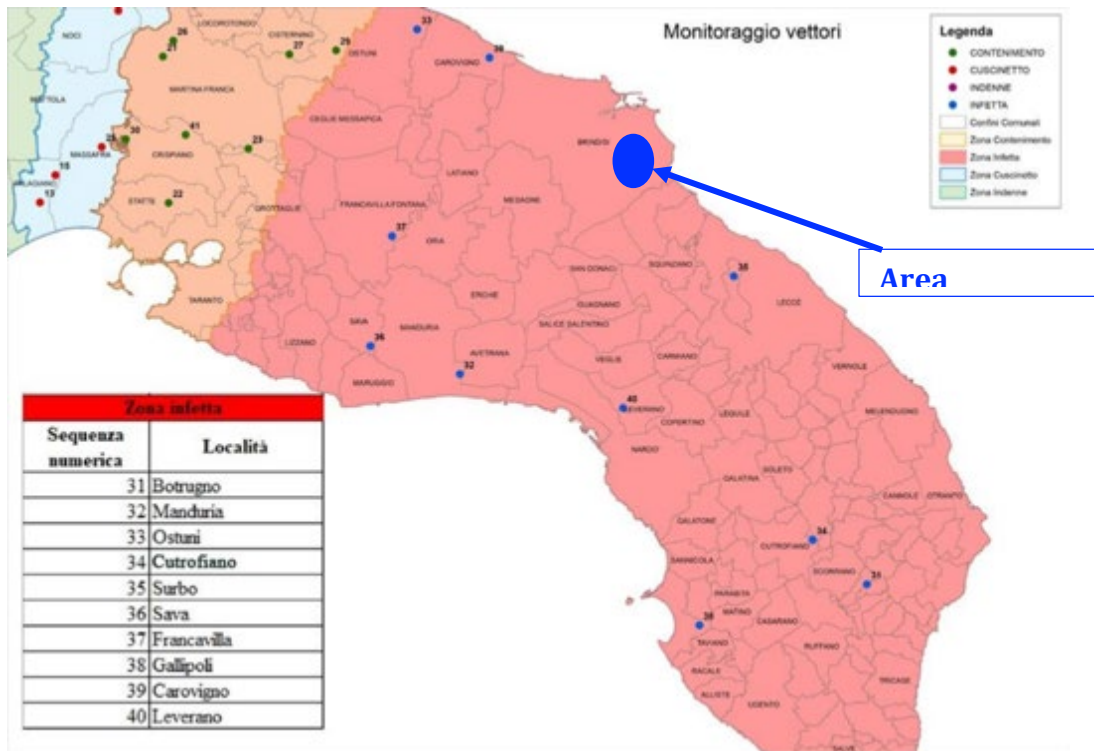 Monitoraggio vettori
Legenda
CONTENIMENTO
CUSCINETTO
INDENNE
INFETTA
Confini Comunali
Zona Contenimento
Zona Infetta
Zona Cuscinetto
Zona Indenne
Area
NOCI
LOCOROTONDO
CISTERNINO
26
21
27
29
OSTUNI
33
CAROVIGNO
MARTINA FRANCA
CEGLIE MESSAPICA
BRINDISI
MASSAFRA
30
41
CRISPIANO
23
15
13
STATTE
22
GROTTAGLIE
FRANCAVILLA FONTANA
LATIANO
MESAGNE
37
ORIA
TARANTO
ERCHIE
SAN DONACI
SQUINZANO
35
LECCE
GUAGNANO
SALICE SALENTINO
SAVA
MANDURIA
36
LIZZANO
AVETRANA
32
MARUGGIO
VEGLIE
CARMIANO
VERNOLE
40
LEVERANO
COPERTINO
LEQUILE
MELENDUGNO
NARDO
GALATINA
SOLETO
CANNOLE
OTRANTO
GALATONE
34
CUTROFIANO
SANNICOLA
SCORRANO
31
PARABITA
MATINO
CASARANO
TAVIANO
RUFFANO
RACALE
ALLISTE
UGENTO
TRICASE
Zona infetta
Sequenza numerica Località
31 Botrugno
32 Manduria
33 Ostuni
34 Cutrofiano
35 Surbo
36 Sava
37 Francavilla
38 Gallipoli
39 Carovigno
40 Leverano